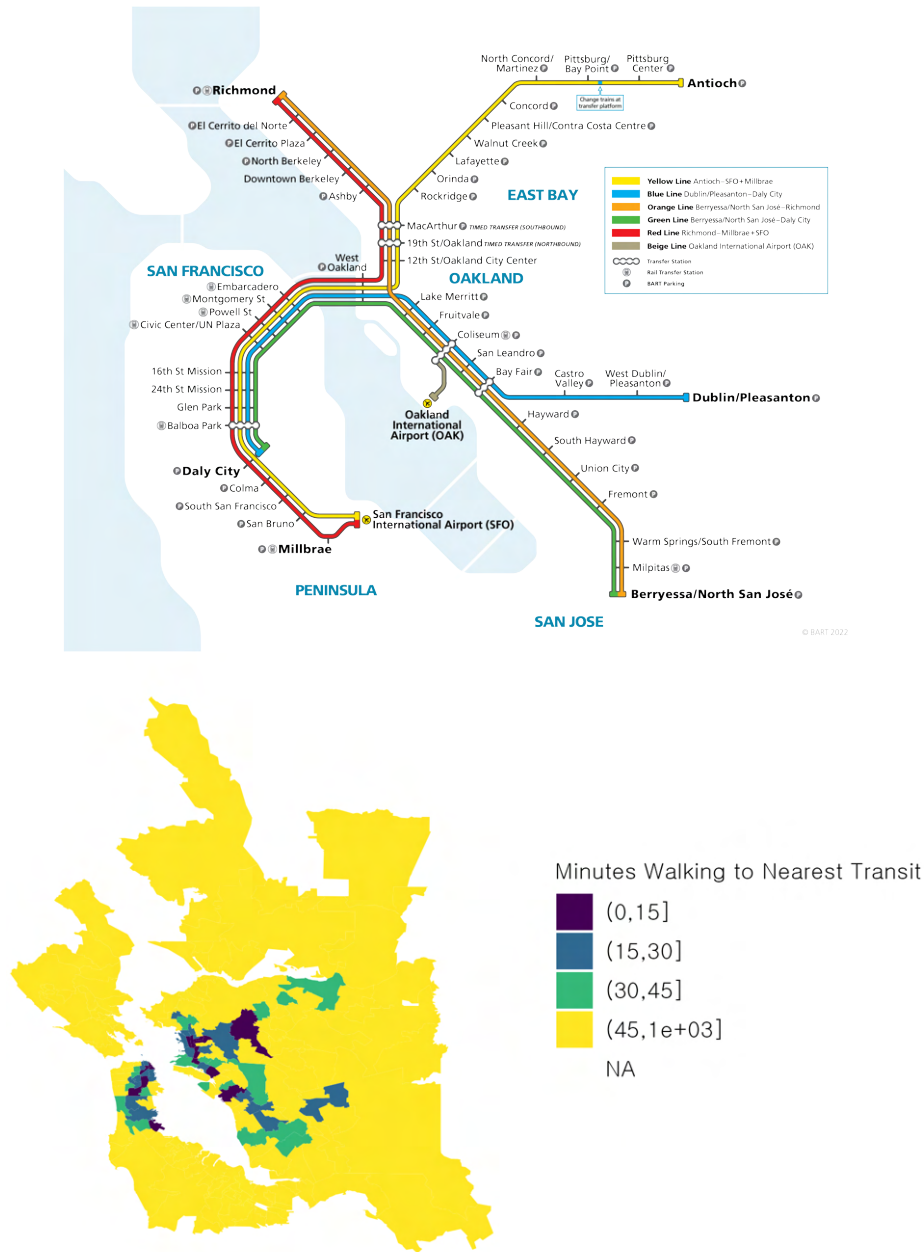 North Concord/
Martinez P
Pittsburg/
Bay Point P
Pittsburg
Center P
Antioch P
Change trains at
transfer platform
P Richmond
Concord P
P El Cerrito del Norte
Pleasant Hill/Contra Costa Centre P
P El Cerrito Plaza
Walnut Creek P
P North Berkeley
Lafayette P
Downtown Berkeley
Orinda P
P Ashby
Rockridge P
EAST BAY
Yellow Line Antioch–SFO+Millbrae
Blue Line Dublin/Pleasanton–Daly City
Orange Line Berryessa/North San José–Richmond
Green Line Berryessa/North San José–Daly City
Red Line Richmond–Millbrae+SFO
Beige Line Oakland International Airport (OAK)
Transfer Station
Rail Transfer Station
P BART Parking
MacArthur P TIMED TRANSFER (SOUTHBOUND)
19th St/Oakland TIMED TRANSFER (NORTHBOUND)
12th St/Oakland City Center
West
P Oakland
SAN FRANCISCO
OAKLAND
Embarcadero
Montgomery St
Powell St
Civic Center/UN Plaza
Lake Merritt P
Fruitvale P
Coliseum P
San Leandro P
Bay Fair P
Castro
Valley P
West Dublin/
Pleasanton P
Dublin/Pleasanton P
16th St Mission
24th St Mission
Glen Park
Balboa Park
Oakland
International
Airport (OAK)
Hayward P
South Hayward P
Union City P
Fremont P
P Daly City
P Colma
P South San Francisco
P San Bruno
San Francisco
International Airport (SFO)
P Millbrae
Warm Springs/South Fremont P
Milpitas P
Berryessa/North San José P
PENINSULA
SAN JOSE
© BART 2022
Minutes Walking to Nearest Transit
(0,15]
(15,30]
(30,45]
(45,1e+03]
NA